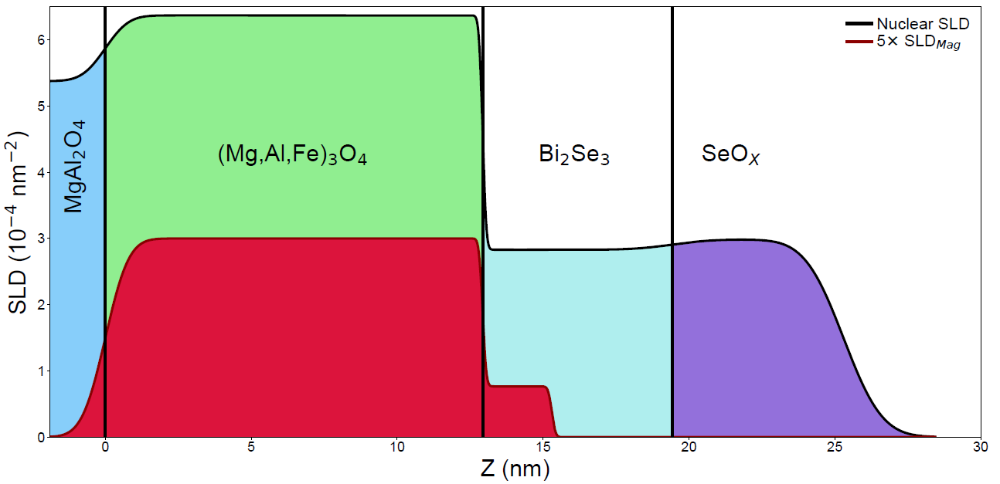 Nuclear SLD
5× SLD_Mag
MgAl₂O₄
(Mg,Al,Fe)₃O₄
Bi₂Se₃
SeOₓ
SLD (10⁻⁴ nm⁻²)
6
5
4
3
2
1
0
0
5
10
15
20
25
30
Z (nm)